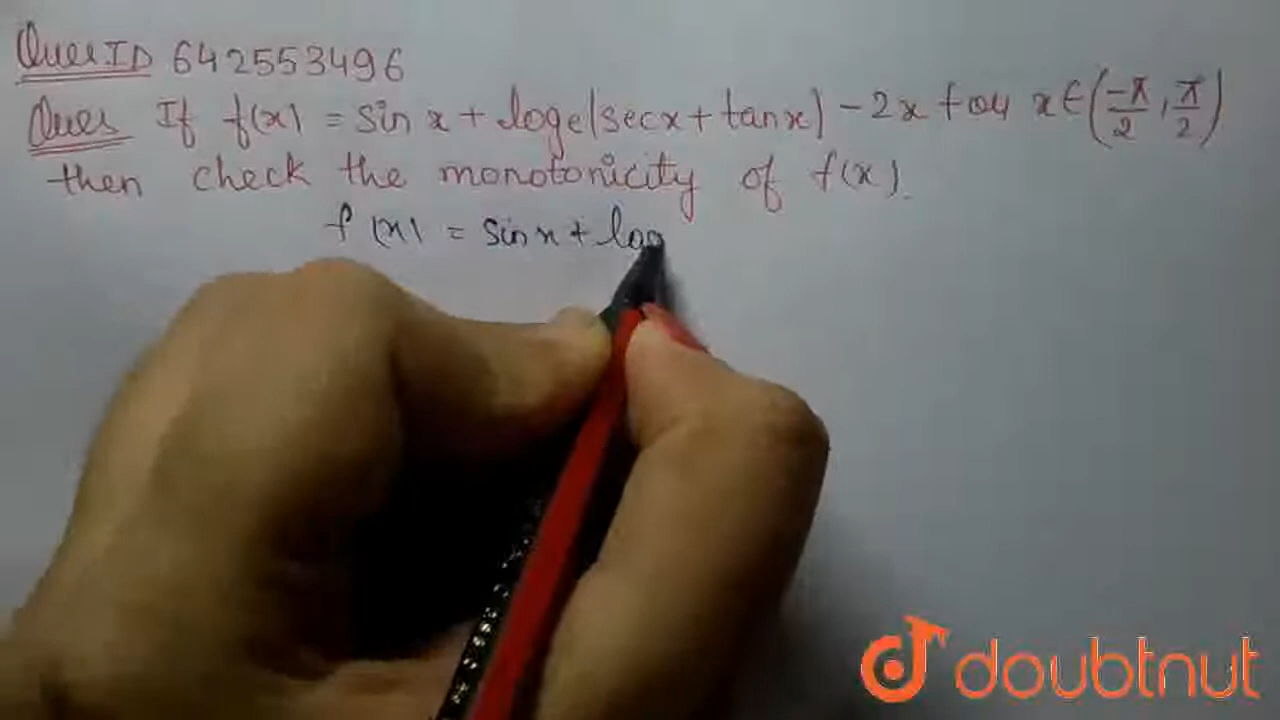 Ques ID 642553496
Ques If f(x) = sin x + loge|secx + tanx| - 2x for x ∈ (-π/2, π/2)
then check the monotonicity of f(x).
f(x) = sinx + log
doubtnut